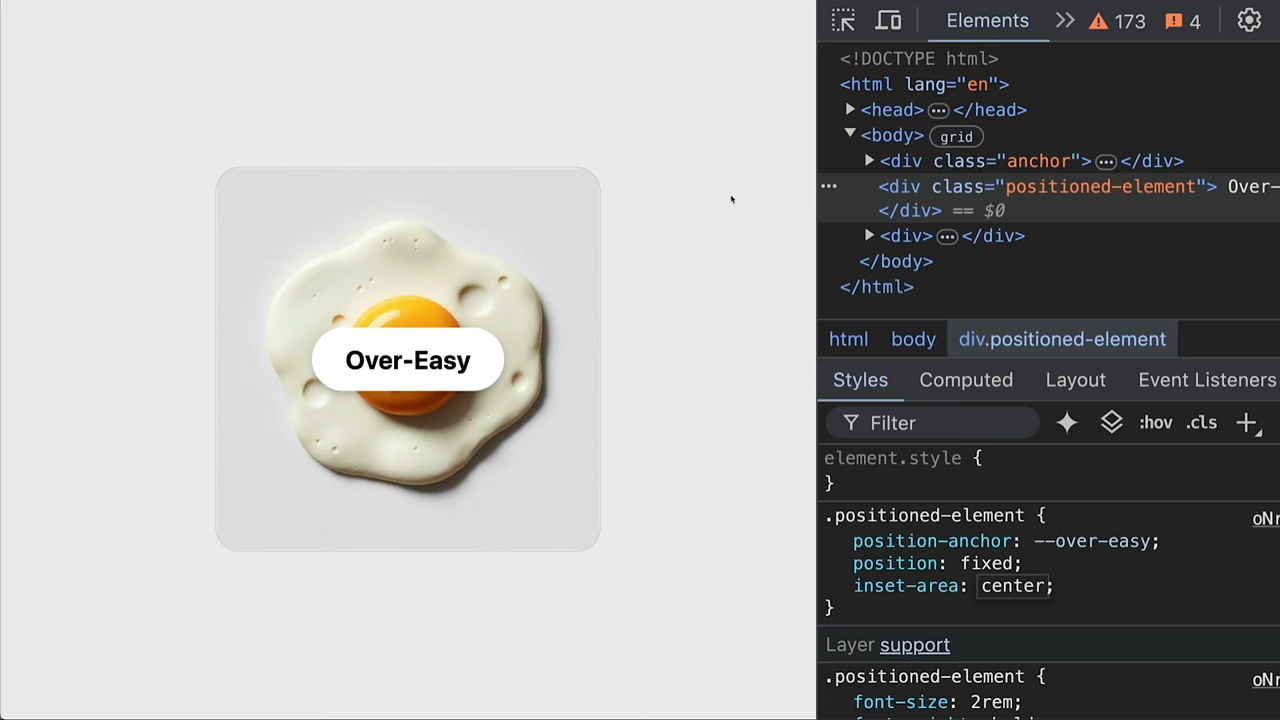 Over-Easy
Elements 173 4
<!DOCTYPE html>
<html lang="en">
<head> ••• </head>
<body> grid
<div class="anchor"> ••• </div>
••• <div class="positioned-element"> Over-
</div> == $0
<div> ••• </div>
</body>
</html>
html body div.positioned-element
Styles Computed Layout Event Listeners
Filter :hov .cls
element.style {
}
.positioned-element { oNr
position-anchor: --over-easy;
position: fixed;
inset-area: center;
}
Layer support
.positioned-element { oNr
font-size: 2rem;